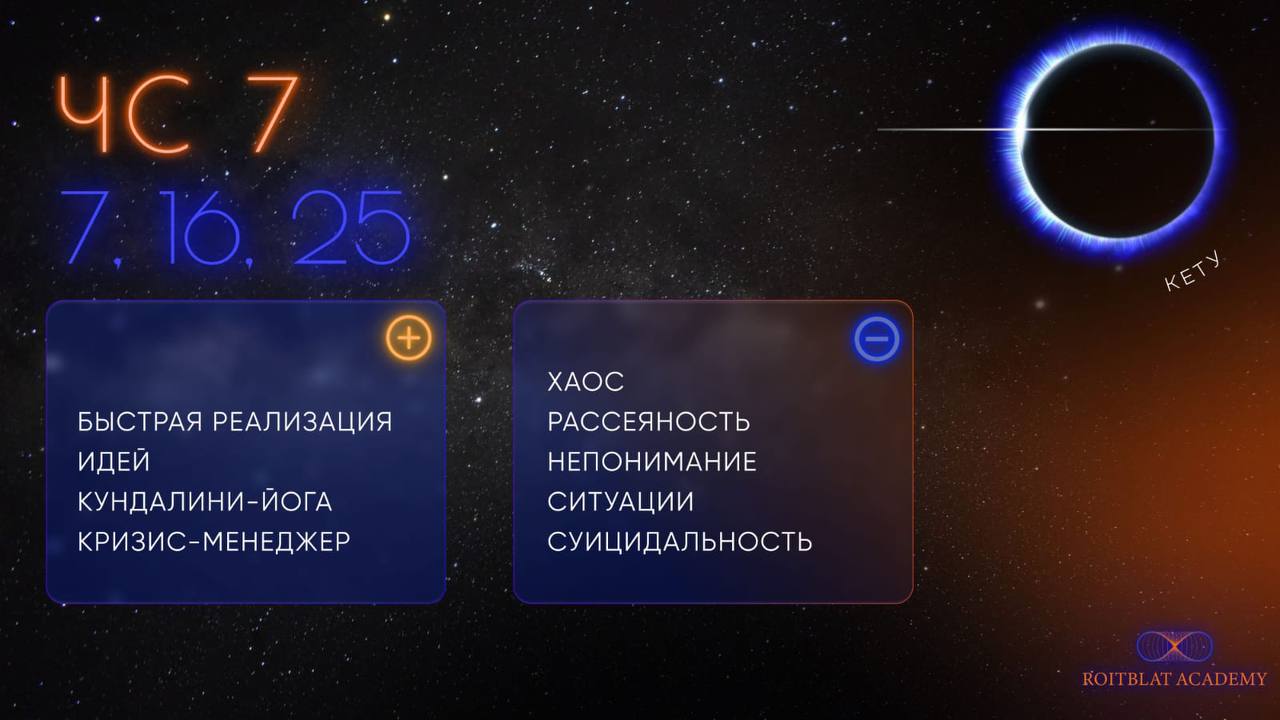 ЧС 7
7, 16, 25
КЕТУ
БЫСТРАЯ РЕАЛИЗАЦИЯ
ИДЕЙ
КУНДАЛИНИ-ЙОГА
КРИЗИС-МЕНЕДЖЕР
ХАОС
РАССЕЯНОСТЬ
НЕПОНИМАНИЕ
СИТУАЦИИ
СУИЦИДАЛЬНОСТЬ
ROITBLAT ACADEMY